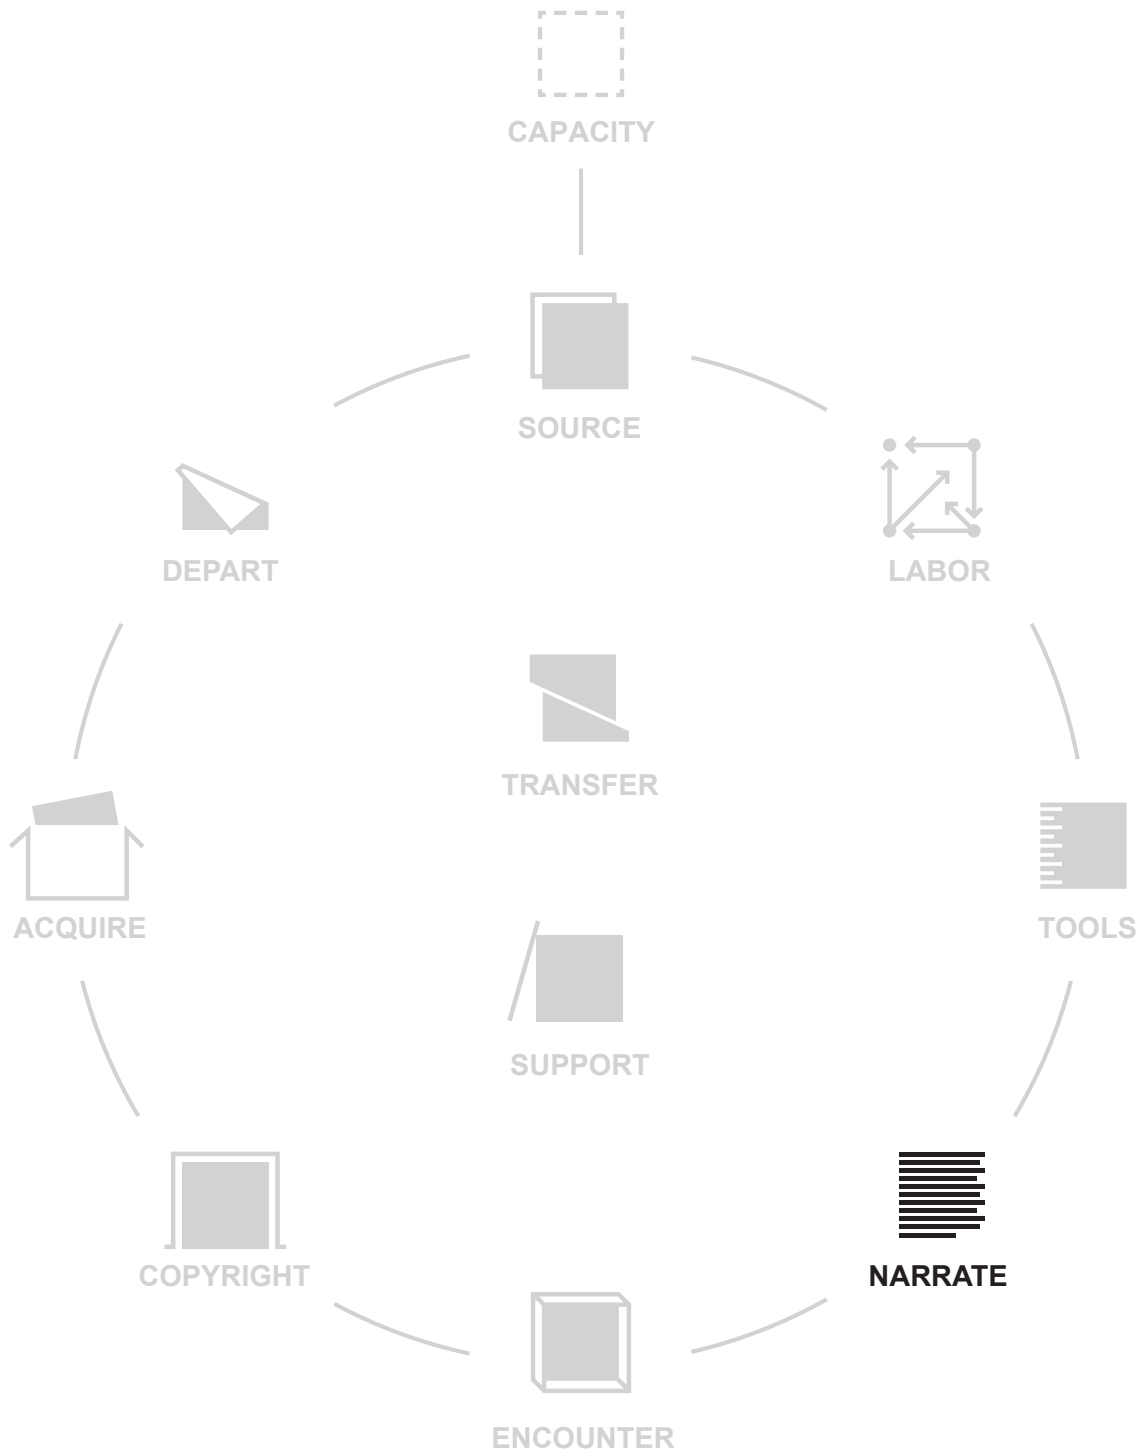 CAPACITY
SOURCE
DEPART
LABOR
TRANSFER
ACQUIRE
TOOLS
SUPPORT
COPYRIGHT
NARRATE
ENCOUNTER